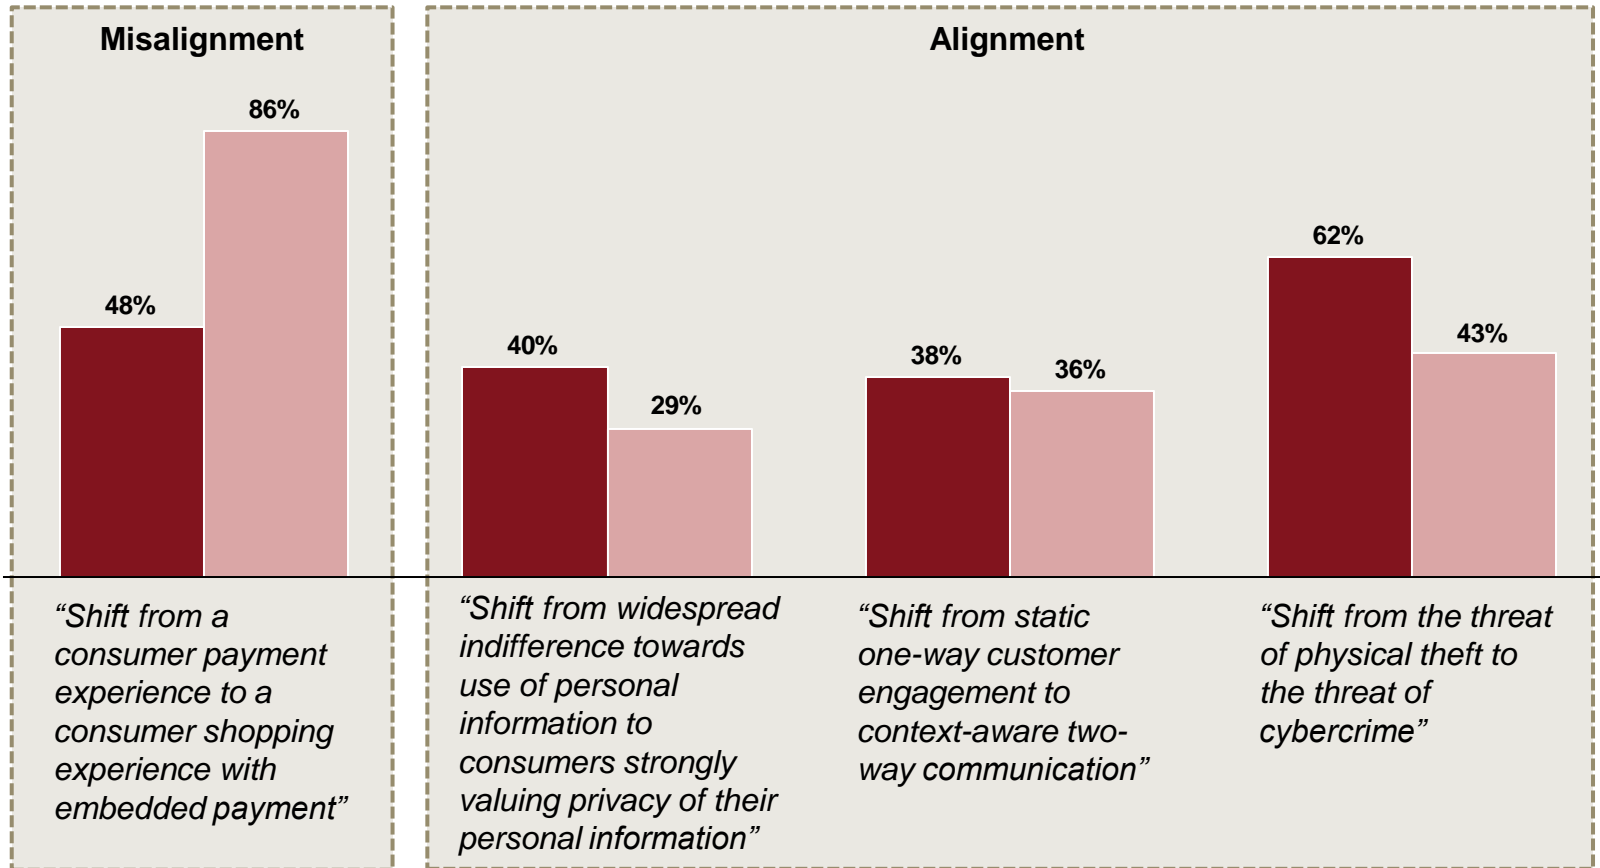 Misalignment
86%
48%
“Shift from a
consumer payment
experience to a
consumer shopping
experience with
embedded payment”
Alignment
40%
29%
“Shift from widespread
indifference towards
use of personal
information to
consumers strongly
valuing privacy of their
personal information”
38%
36%
“Shift from static
one-way customer
engagement to
context-aware two-
way communication”
62%
43%
“Shift from the threat
of physical theft to
the threat of
cybercrime”